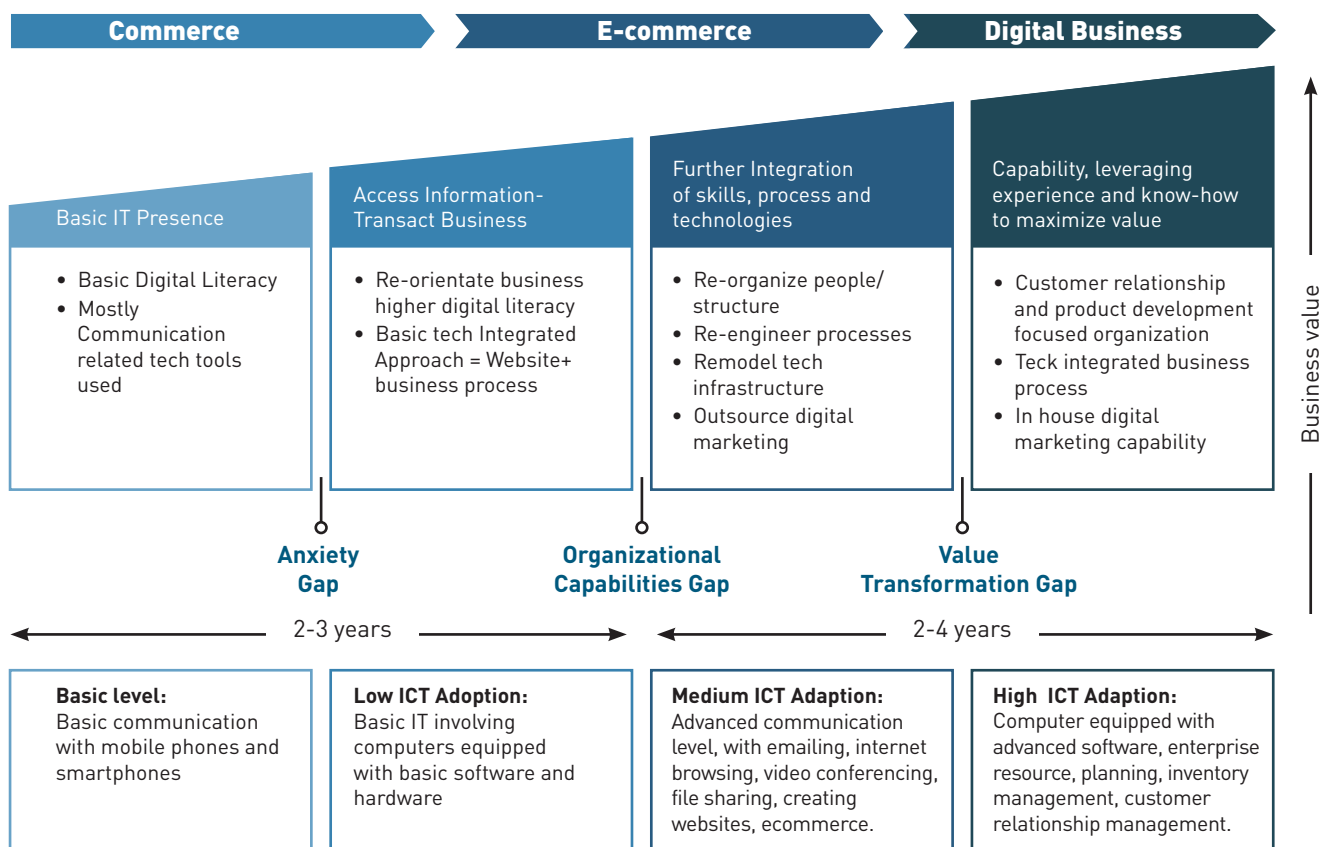 Commerce
E-commerce
Digital Business
Basic IT Presence
Access Information-
Transact Business
Further Integration
of skills, process and
technologies
Capability, leveraging
experience and know-how
to maximize value
• Basic Digital Literacy
• Mostly
Communication
related tech tools
used
• Re-orientate business
higher digital literacy
• Basic tech Integrated
Approach = Website+
business process
• Re-organize people/
structure
• Re-engineer processes
• Remodel tech
infrastructure
• Outsource digital
marketing
• Customer relationship
and product development
focused organization
• Teck integrated business
process
• In house digital
marketing capability
Business value
Anxiety
Gap
Organizational
Capabilities Gap
Value
Transformation Gap
2-3 years
2-4 years
Basic level:
Basic communication
with mobile phones and
smartphones
Low ICT Adoption:
Basic IT involving
computers equipped
with basic software and
hardware
Medium ICT Adaption:
Advanced communication
level, with emailing, internet
browsing, video conferencing,
file sharing, creating
websites, ecommerce.
High ICT Adaption:
Computer equipped with
advanced software, enterprise
resource, planning, inventory
management, customer
relationship management.